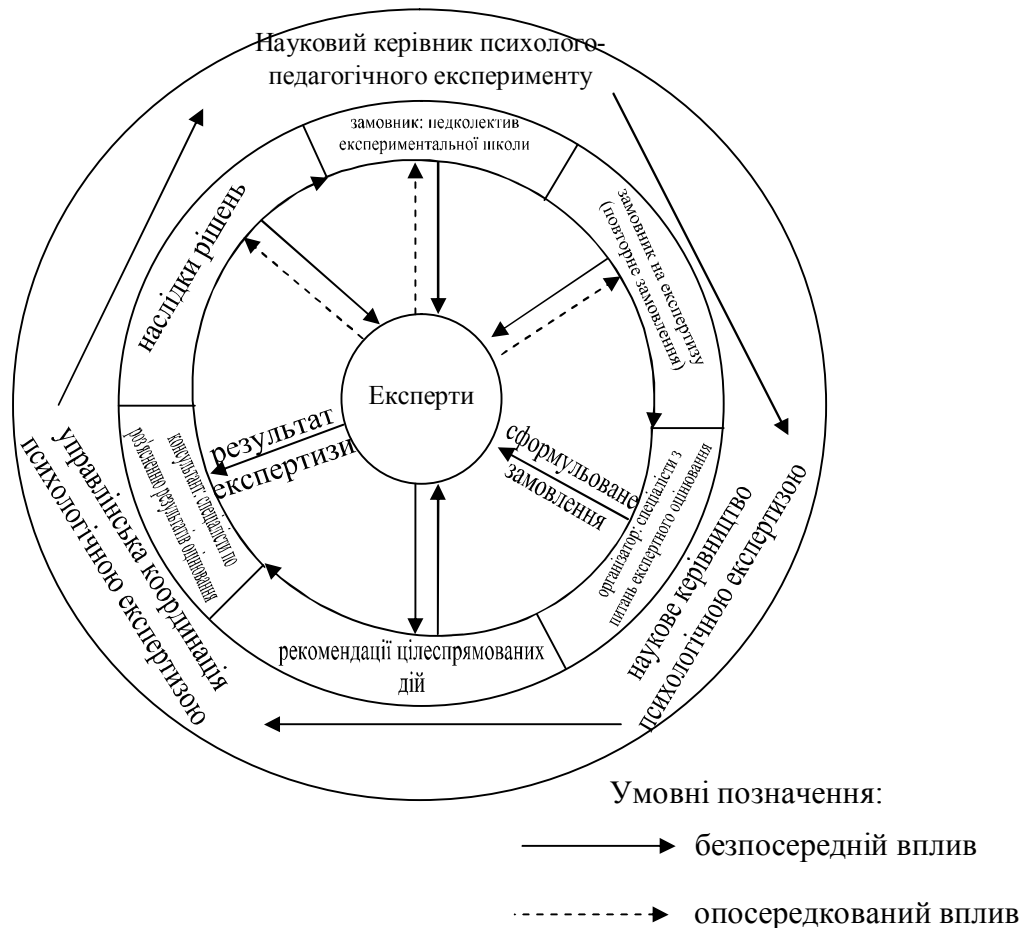 Науковий керівник психолого-
педагогічного експерименту
замовник: педколектив
експериментальної школи
наслідки рішень
замовник на експертизу
(повторне замовлення)
Експерти
результат
експертизи
сформульоване
замовлення
консультант: спеціалісти по
роз'ясненню результатів оцінювання
організатор: спеціалісти з
питань експертного оцінювання
управлінська координація
психологічною експертизою
наукове керівництво
психологічною експертизою
рекомендації цілеспрямованих
дій
Умовні позначення:
безпосередній вплив
опосередкований вплив